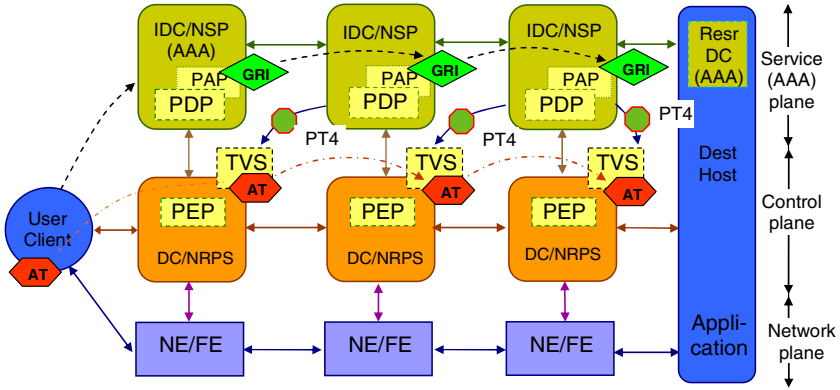 IDC/NSP
(AAA)
PAP
PDP
GRI
IDC/NSP
PAP
PDP
GRI
IDC/NSP
PAP
PDP
GRI
Resr
DC
(AAA)
Service
(AAA)
plane
PT4
PT4
PT4
TVS
AT
TVS
AT
TVS
AT
Dest
Host
User
Client
AT
PEP
DC/NRPS
PEP
DC/NRPS
PEP
DC/NRPS
Control
plane
NE/FE
NE/FE
NE/FE
Appli-
cation
Network
plane